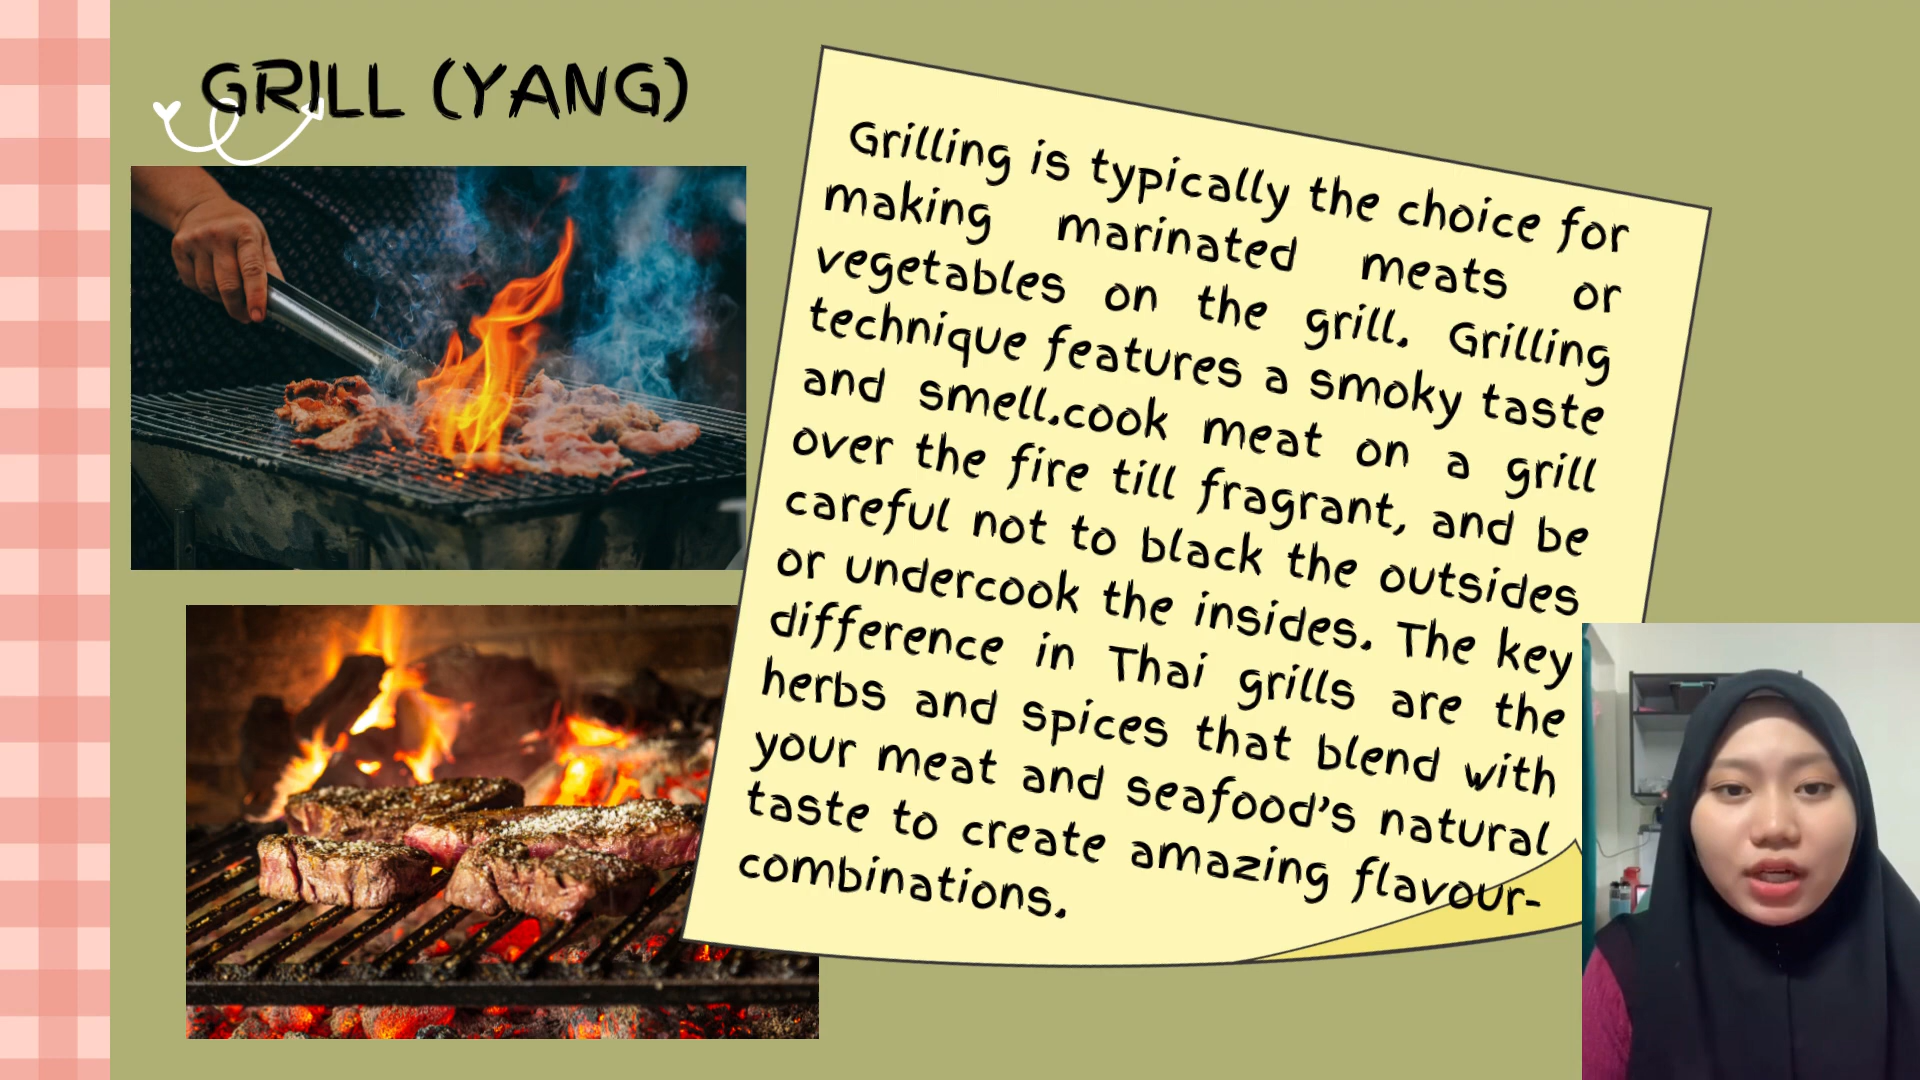 GRILL (YANG)
Grilling is typically the choice for
making marinated meats or
vegetables on the grill. Grilling
technique features a smoky taste
and smell.cook meat on a grill
over the fire till fragrant, and be
careful not to black the outsides
or undercook the insides. The key
difference in Thai grills are the
herbs and spices that blend with
your meat and seafood's natural
taste to create amazing flavour-
combinations.